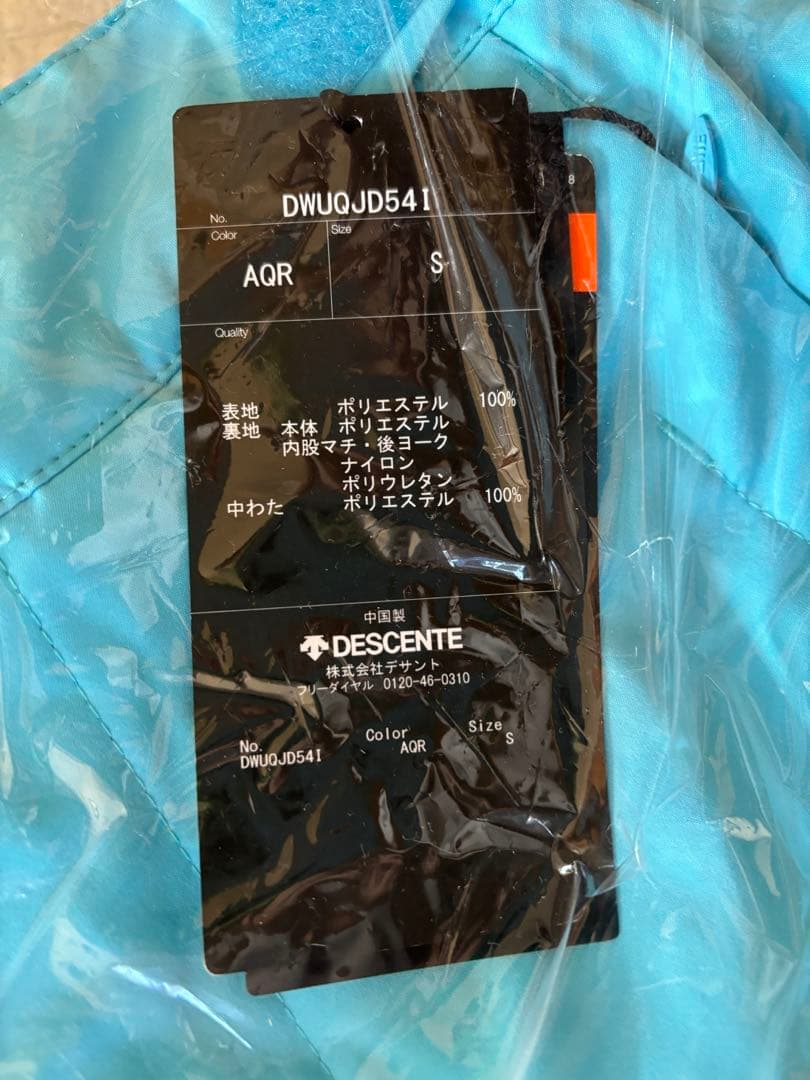 No. DWUQJD54I
Color Size
AQR S
Quality
表地 ポリエステル 100%
裏地 本体 ポリエステル
内股マチ・後ヨーク
ナイロン
ポリウレタン
中わた ポリエステル 100%
中国製
DESCENTE
株式会社デサント
フリーダイヤル 0120-46-0310
No. Color Size
DWUQJD54I AQR S
8